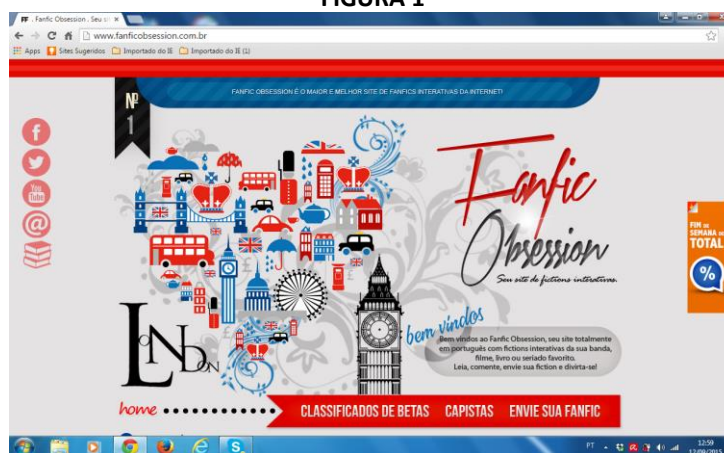 FIGURA 1
FF . Fanfic Obsession . Seu
www.fanficobsession.com.br
Apps Sites Sugeridos Importado do IE Importado do IE (1)
Nº
1
FANFIC OBSESSION É O MAIOR E MELHOR SITE DE FANFICS INTERATIVAS DA INTERNET!
You
Tube
Fanfic
Obsession
Seu site de fictions interativas.
FIM DE
SEMANA
TOTAL
%
LONDON
bem vindos
Bem vindos ao Fanfic Obsession, seu site totalmente
em português com fictions interativas da sua banda,
filme, livro ou seriado favorito.
Leia, comente, envie sua fiction e divirta-se!
home
CLASSIFICADOS DE BETAS CAPISTAS ENVIE SUA FANFIC
PT
12:59